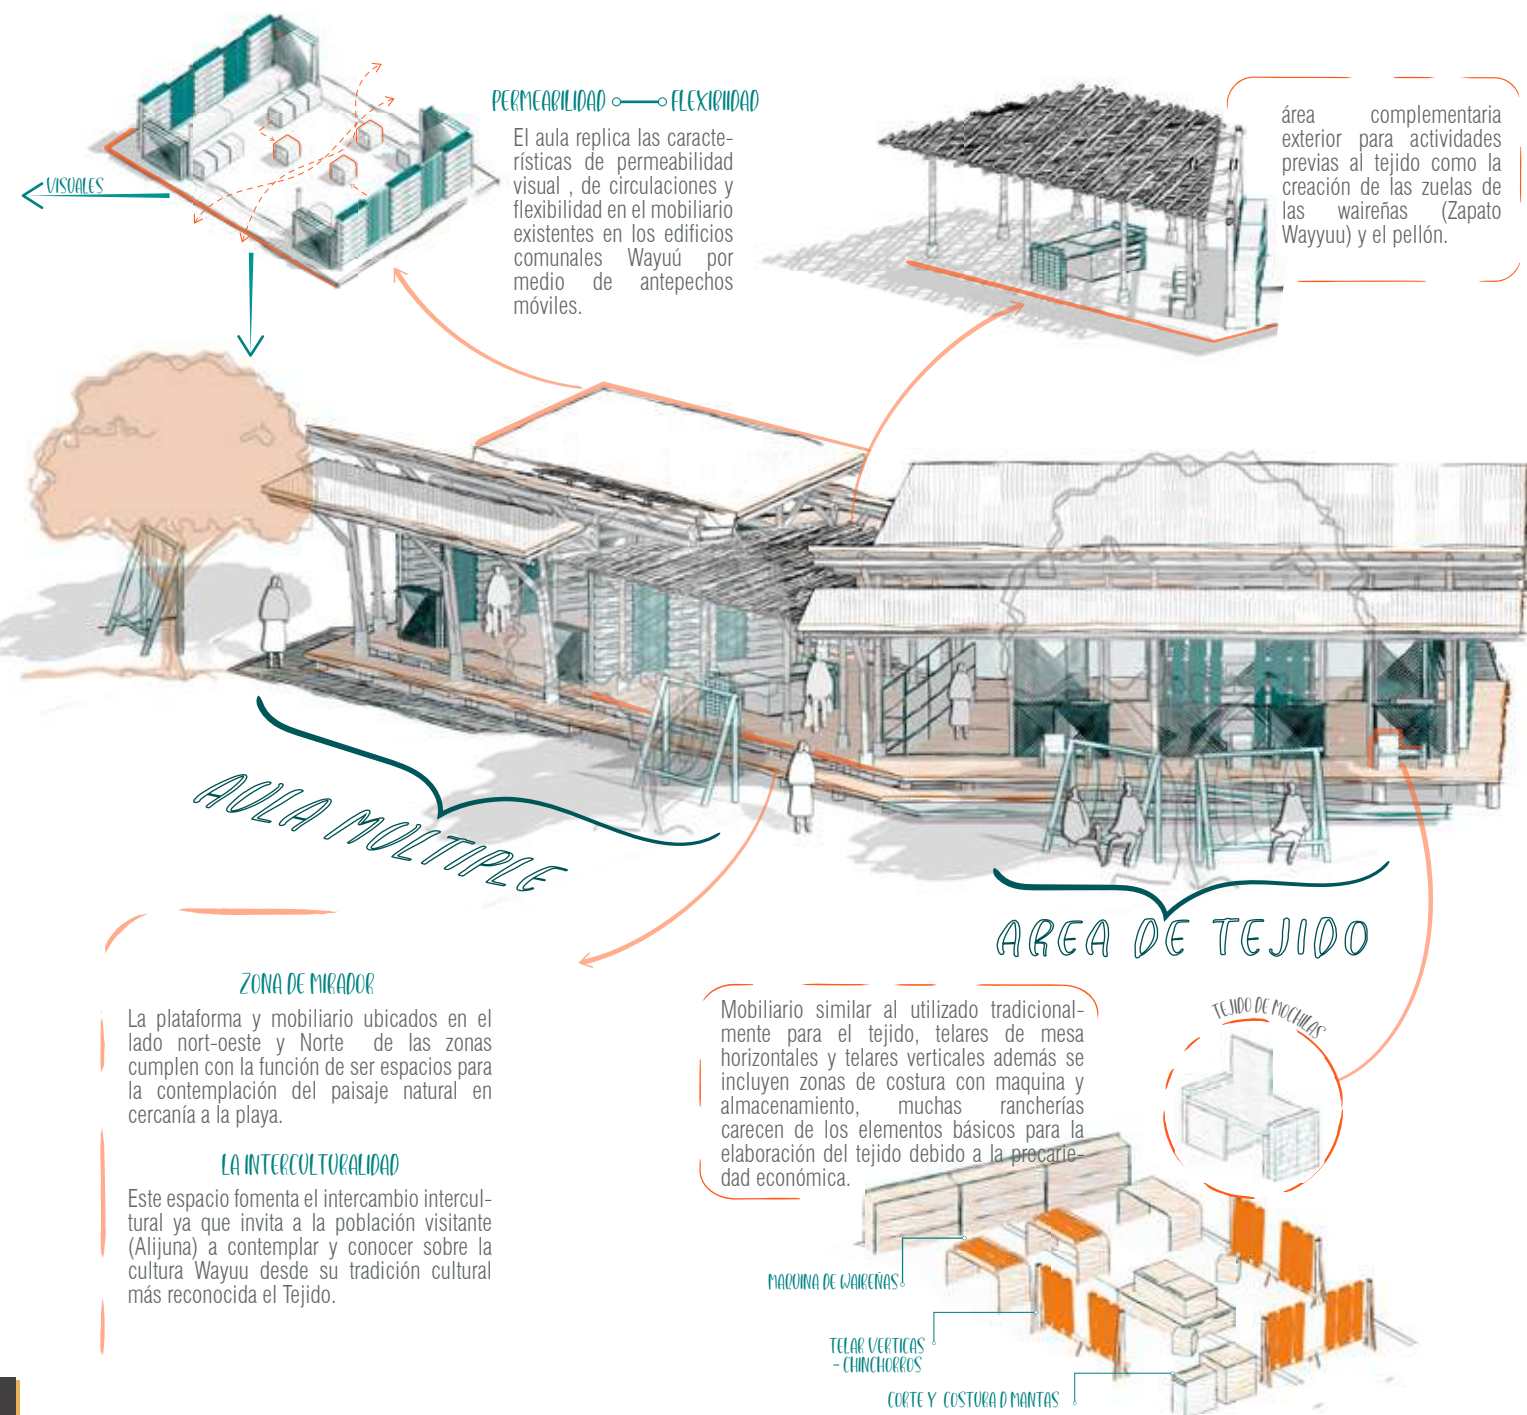 PERMEABILIDAD FLEXIBIIDAD
El aula replica las caracte-
rísticas de permeabilidad
visual , de circulaciones y
flexibilidad en el mobiliario
existentes en los edificios
comunales Wayuú por
medio de antepechos
móviles.
VISUALES
área complementaria
exterior para actividades
previas al tejido como la
creación de las zuelas de
las waireñas (Zapato
Wayyuu) y el pellón.
AULA MULTIPLE
AREA DE TEJIDO
ZONA DE MIRADOR
La plataforma y mobiliario ubicados en el
lado nort-oeste y Norte de las zonas
cumplen con la función de ser espacios para
la contemplación del paisaje natural en
cercanía a la playa.
LA INTERCULTURALIDAD
Este espacio fomenta el intercambio intercul-
tural ya que invita a la población visitante
(Alijuna) a contemplar y conocer sobre la
cultura Wayuu desde su tradición cultural
más reconocida el Tejido.
Mobiliario similar al utilizado tradicional-
mente para el tejido, telares de mesa
horizontales y telares verticales además se
incluyen zonas de costura con maquina y
almacenamiento, muchas rancherías
carecen de los elementos básicos para la
elaboración del tejido debido a la procarie-
dad económica.
TEJIDO DE MOCHILAS
MAQUINA DE WAIREÑAS
TELAR VERTICAS
- CHINCHORROS
CORTE Y COSTURA D MANTAS